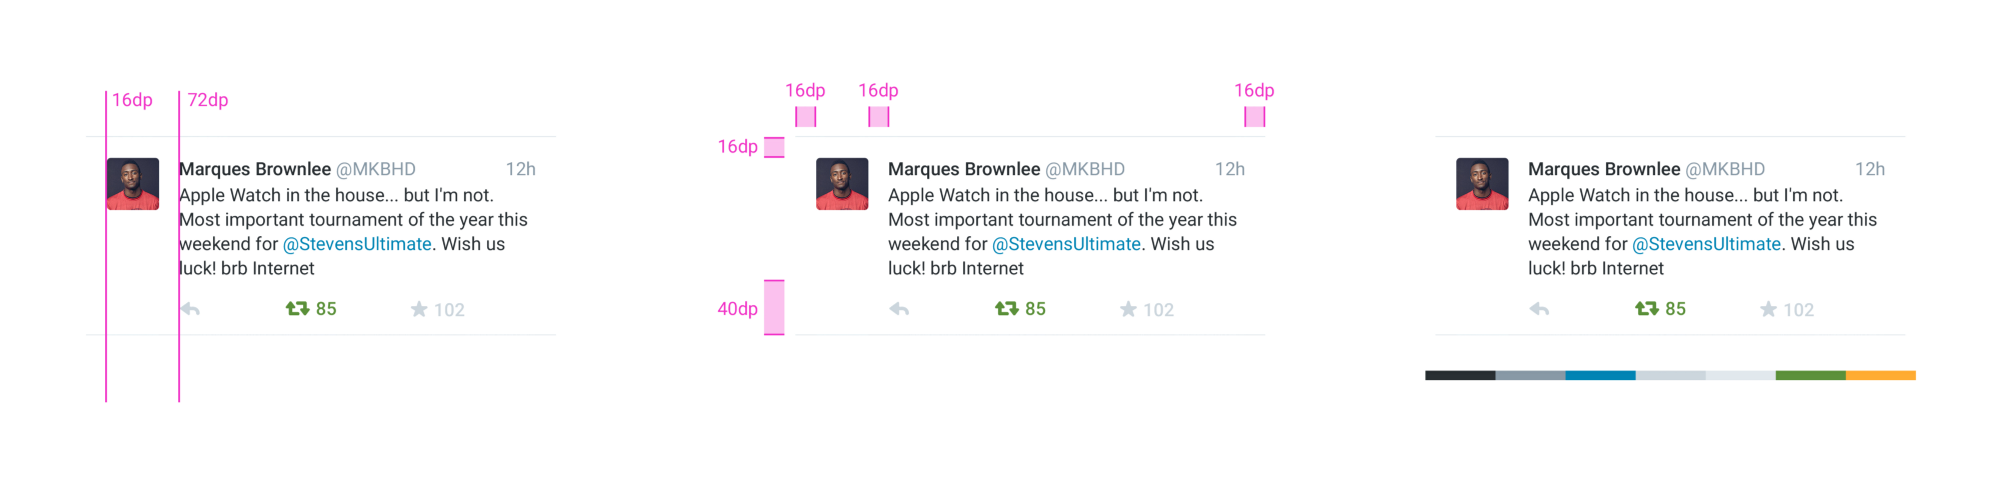 16dp
72dp
Marques Brownlee @MKBHD 12h
Apple Watch in the house... but I'm not.
Most important tournament of the year this
weekend for @StevensUltimate. Wish us
luck! brb Internet
85 102
16dp 16dp 16dp
16dp
40dp
Marques Brownlee @MKBHD 12h
Apple Watch in the house... but I'm not.
Most important tournament of the year this
weekend for @StevensUltimate. Wish us
luck! brb Internet
85 102
Marques Brownlee @MKBHD 12h
Apple Watch in the house... but I'm not.
Most important tournament of the year this
weekend for @StevensUltimate. Wish us
luck! brb Internet
85 102